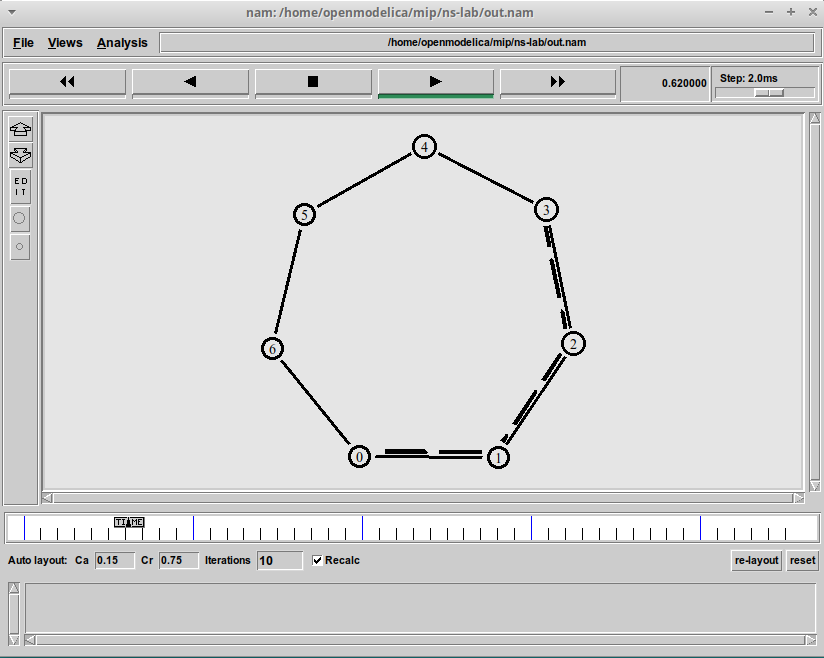 nam: /home/openmodelica/mip/ns-lab/out.nam
File Views Analysis /home/openmodelica/mip/ns-lab/out.nam
0.620000 Step: 2.0ms
ED
IT
4
5
3
6
2
0
1
TIME
Auto layout: Ca 0.15 Cr 0.75 Iterations 10 Recalc re-layout reset